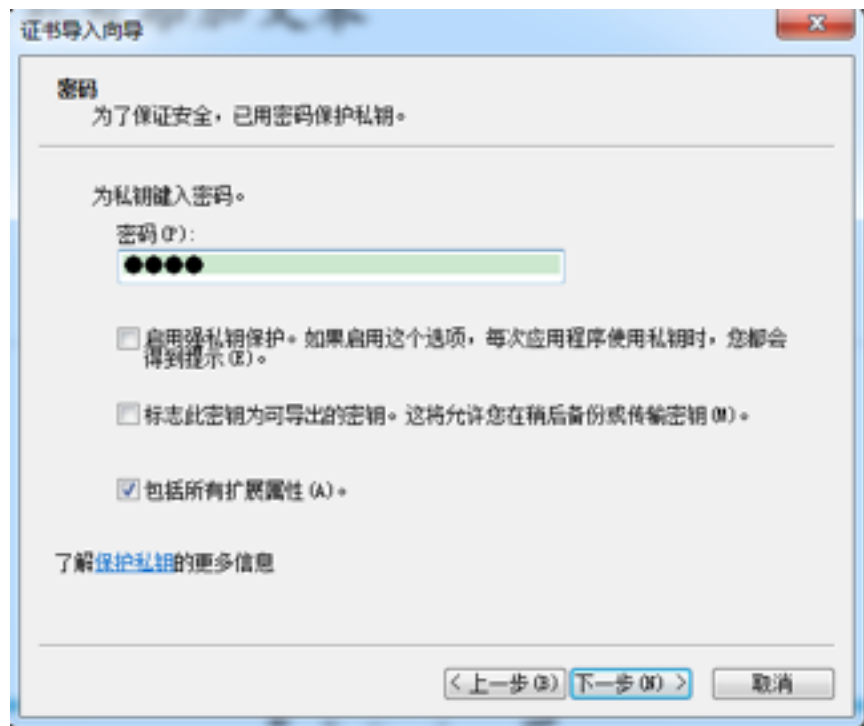 证书导入向导
密码
为了保证安全，已用密码保护私钥。
为私钥键入密码。
密码(P):
●●●●
启用强私钥保护。如果启用这个选项，每次应用程序使用私钥时，您都会
得到提示(E)。
标志此密钥为可导出的密钥。这将允许您在稍后备份或传输密钥(M)。
包括所有扩展属性(A)。
了解保护私钥的更多信息
< 上一步(B) 下一步(N) > 取消